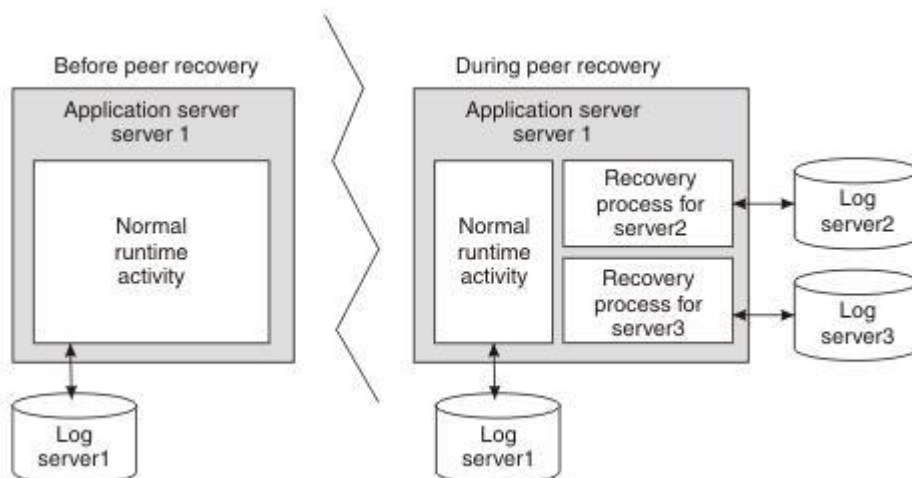 Before peer recovery
Application server
server 1
Normal
runtime
activity
Log
server1
During peer recovery
Application server
server 1
Normal
runtime
activity
Recovery
process for
server2
Recovery
process for
server3
Log
server2
Log
server3
Log
server1